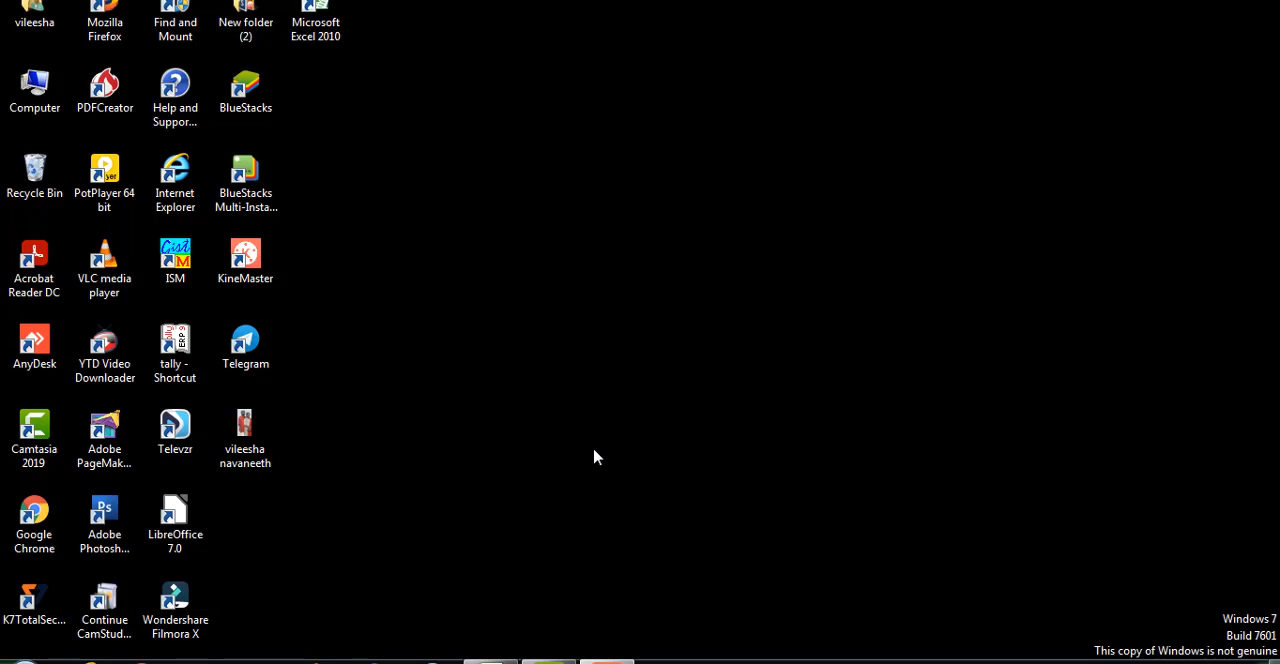 vileesha
Mozilla
Firefox
Find and
Mount
New folder
(2)
Microsoft
Excel 2010
Computer
PDFCreator
Help and
Suppor...
BlueStacks
Recycle Bin
PotPlayer 64
bit
Internet
Explorer
BlueStacks
Multi-Insta...
Acrobat
Reader DC
VLC media
player
ISM
KineMaster
AnyDesk
YTD Video
Downloader
tally -
Shortcut
Telegram
Camtasia
2019
Adobe
PageMak...
Televzr
vileesha
navaneeth
Google
Chrome
Adobe
Photosh...
LibreOffice
7.0
K7TotalSec...
Continue
CamStud...
Wondershare
Filmora X
Windows 7
Build 7601
This copy of Windows is not genuine